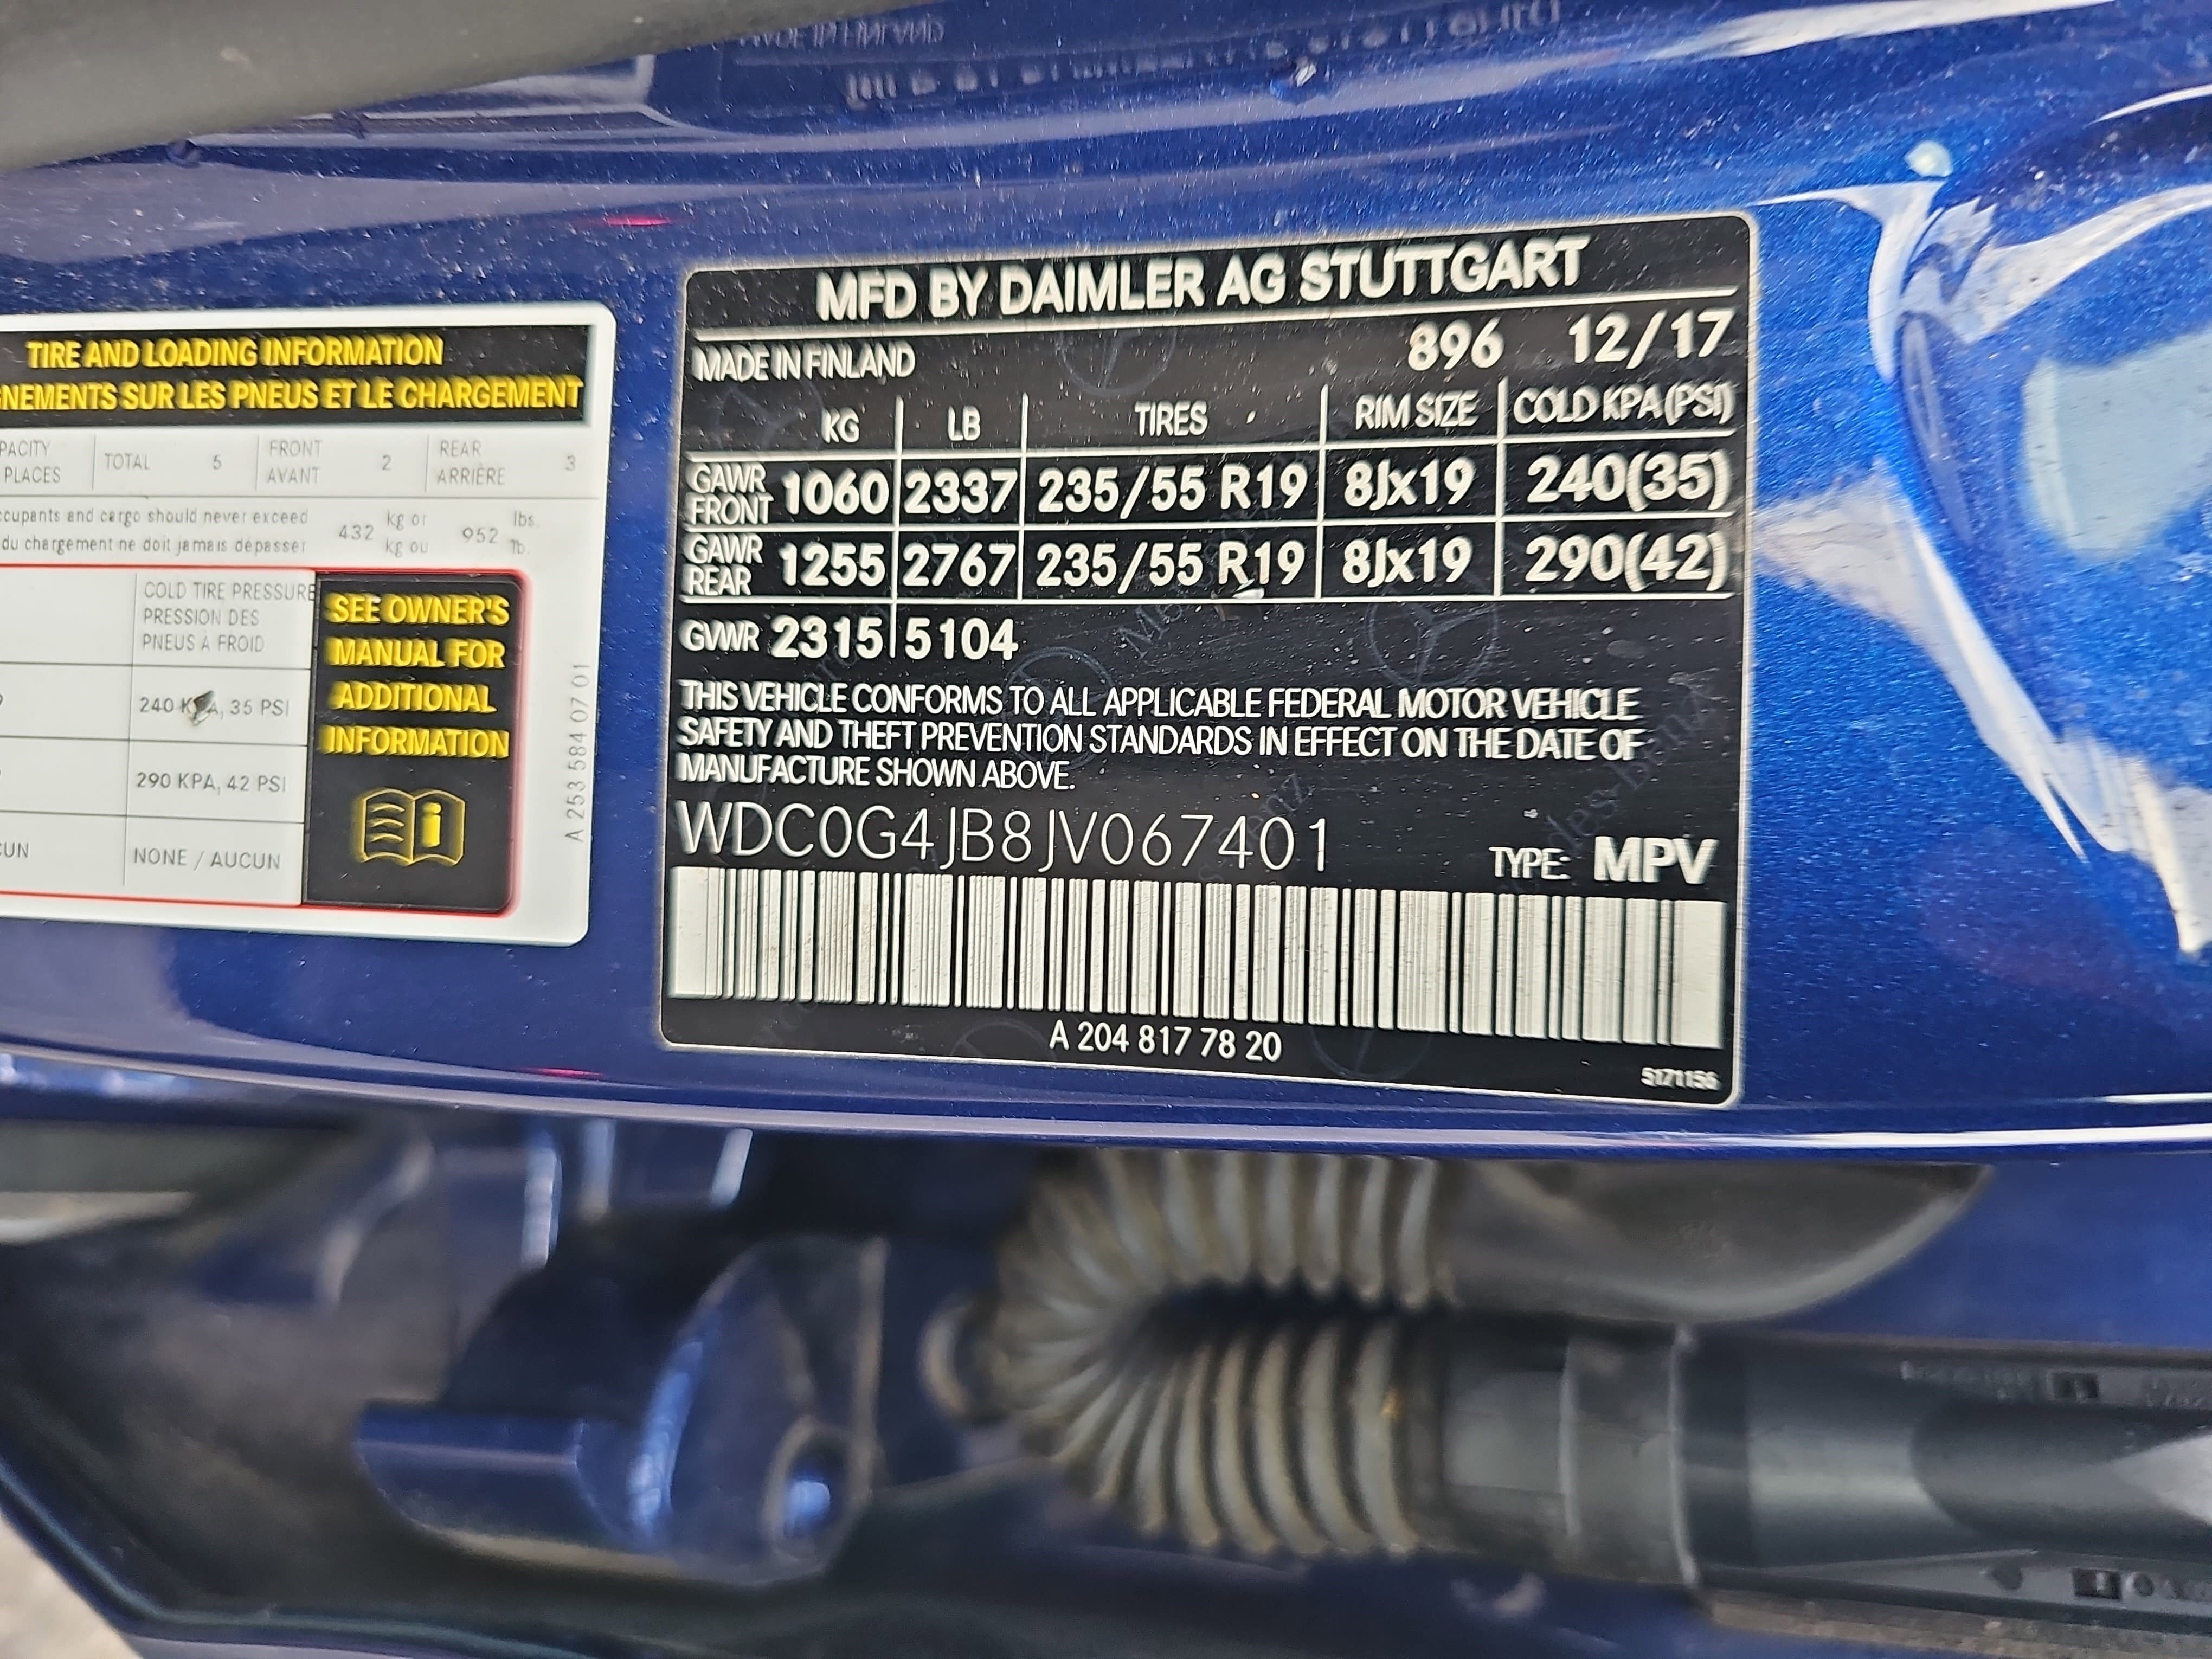 TIRE AND LOADING INFORMATION
SUR LES PNEUS ET LE CHARGEMENT
PLACES TOTAL 5 FRONT AVANT 2 REAR ARRIÈRE 3
and cargo should never exceed 432 kg or 952 lbs.
du chargement ne doit jamais dépasser kg ou lb.
COLD TIRE PRESSURE
PRESSION DES
PNEUS À FROID
240 KPA, 35 PSI
290 KPA, 42 PSI
NONE / AUCUN
SEE OWNER'S
MANUAL FOR
ADDITIONAL
INFORMATION
A 253 584 07 01
MFD BY DAIMLER AG STUTTGART
MADE IN FINLAND 896 12/17
KG LB TIRES RIM SIZE COLD KPA(PSI)
GAWR FRONT 1060 2337 235/55 R19 8Jx19 240(35)
GAWR REAR 1255 2767 235/55 R19 8Jx19 290(42)
GVWR 2315 5104
THIS VEHICLE CONFORMS TO ALL APPLICABLE FEDERAL MOTOR VEHICLE
SAFETY AND THEFT PREVENTION STANDARDS IN EFFECT ON THE DATE OF
MANUFACTURE SHOWN ABOVE.
WDC0G4JB8JV067401 TYPE: MPV
A 204 817 78 20
5171156